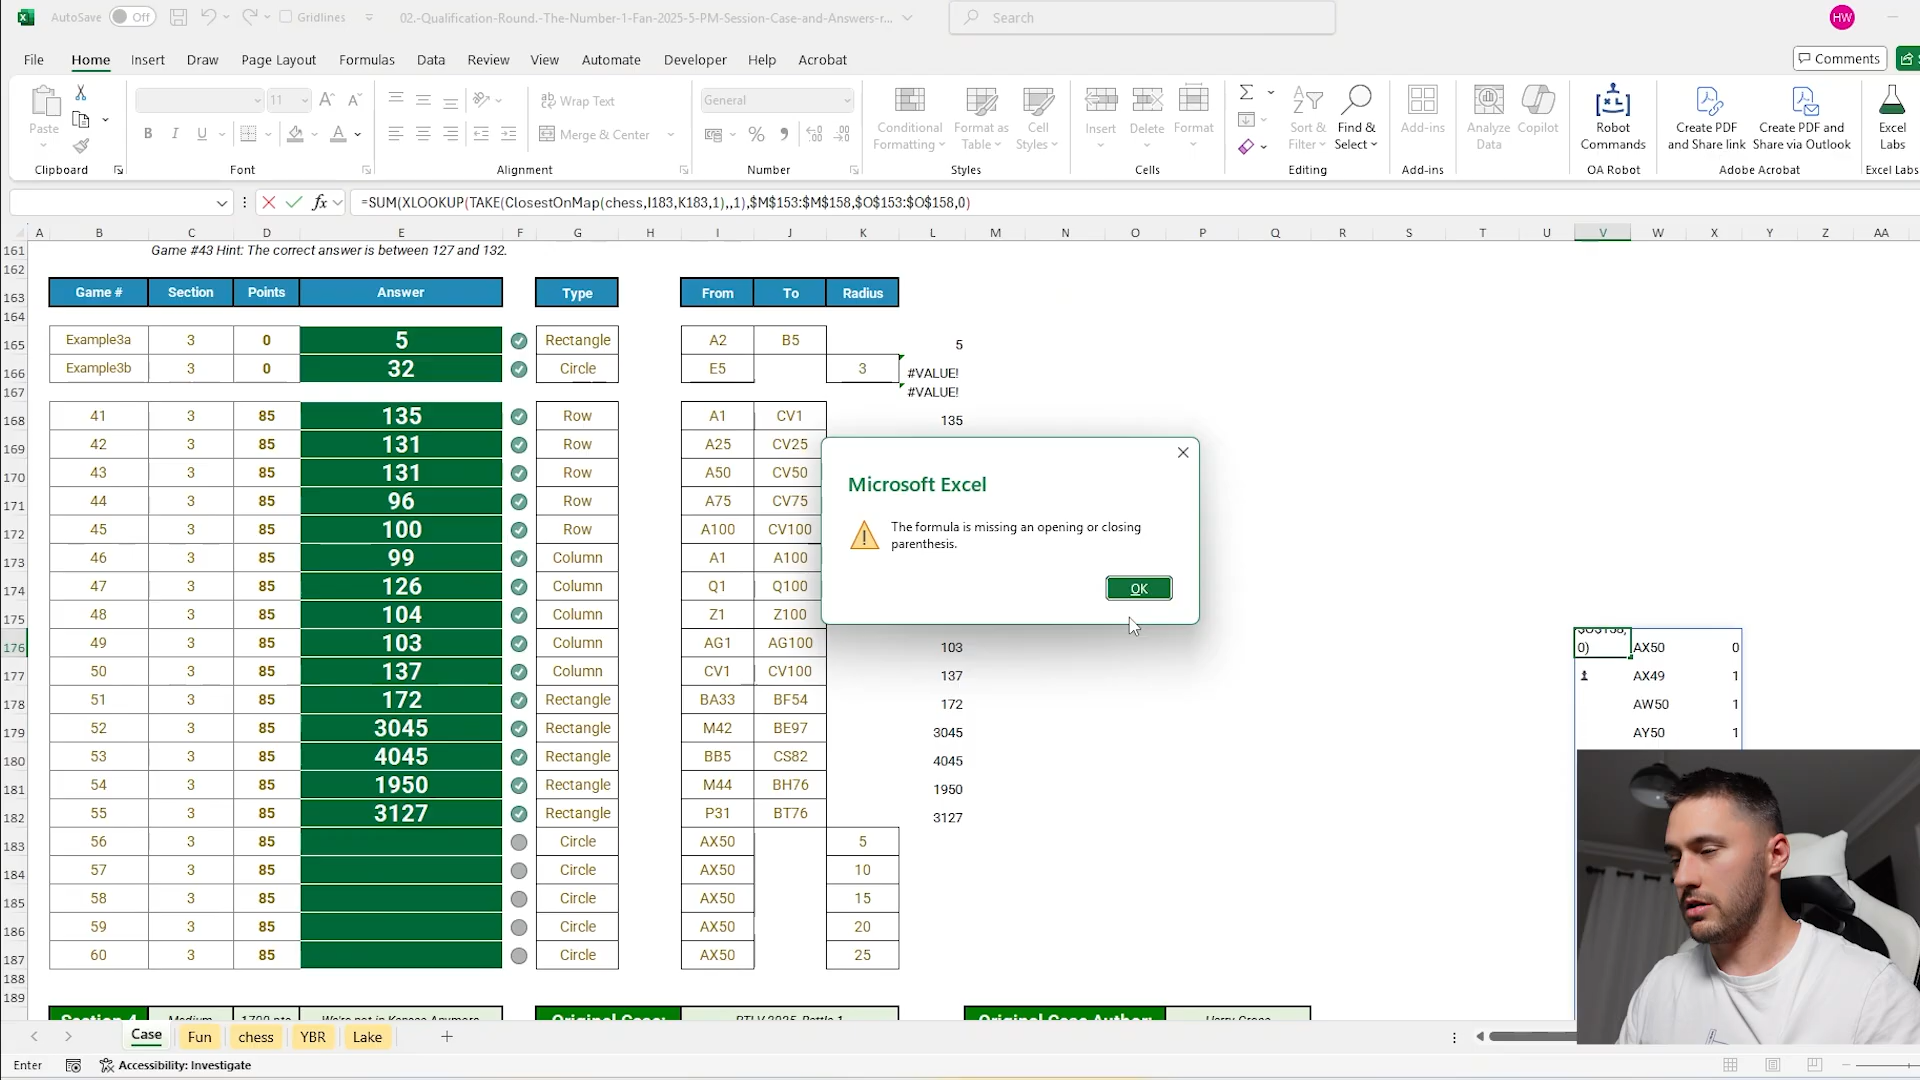 AutoSave Off Gridlines 02.-Qualification-Round.-The-Number-1-Fan-2025-5-PM-Session-Case-and-Answers-r... Search HW
File Home Insert Draw Page Layout Formulas Data Review View Automate Developer Help Acrobat Comments
Paste
Clipboard
11
B I U
Font
Wrap Text
Merge & Center
Alignment
General
Number
Conditional Formatting
Format as Table
Cell Styles
Styles
Insert Delete Format
Cells
Sort & Filter
Find & Select
Editing
Add-ins
Add-ins
Analyze Data
Copilot
Robot Commands
OA Robot
Create PDF and Share link
Create PDF and Share via Outlook
Adobe Acrobat
Excel Labs
Excel Labs
fx =SUM(XLOOKUP(TAKE(ClosestOnMap(chess,I183,K183,1),,1),$M$153:$M$158,$O$153:$O$158,0)
A B C D E F G H I J K L M N O P Q R S T U V W X Y Z AA
161 Game #43 Hint: The correct answer is between 127 and 132.
162
163 Game # Section Points Answer Type From To Radius
164
165 Example3a 3 0 5 Rectangle A2 B5 5
166 Example3b 3 0 32 Circle E5 3 #VALUE!
167 #VALUE!
168 41 3 85 135 Row A1 CV1 135
169 42 3 85 131 Row A25 CV25
170 43 3 85 131 Row A50 CV50
171 44 3 85 96 Row A75 CV75
172 45 3 85 100 Row A100 CV100
173 46 3 85 99 Column A1 A100
174 47 3 85 126 Column Q1 Q100
175 48 3 85 104 Column Z1 Z100
176 49 3 85 103 Column AG1 AG100 103 0) AX50 0
177 50 3 85 137 Column CV1 CV100 137 AX49 1
178 51 3 85 172 Rectangle BA33 BF54 172 AW50 1
179 52 3 85 3045 Rectangle M42 BE97 3045 AY50 1
180 53 3 85 4045 Rectangle BB5 CS82 4045
181 54 3 85 1950 Rectangle M44 BH76 1950
182 55 3 85 3127 Rectangle P31 BT76 3127
183 56 3 85 Circle AX50 5
184 57 3 85 Circle AX50 10
185 58 3 85 Circle AX50 15
186 59 3 85 Circle AX50 20
187 60 3 85 Circle AX50 25
188
189
Microsoft Excel
The formula is missing an opening or closing
parenthesis.
OK
Section 4 Medium We're not in Kansas Anymore Original Case: Original Case Author: Harry Gross
Case Fun chess YBR Lake
Enter Accessibility: Investigate